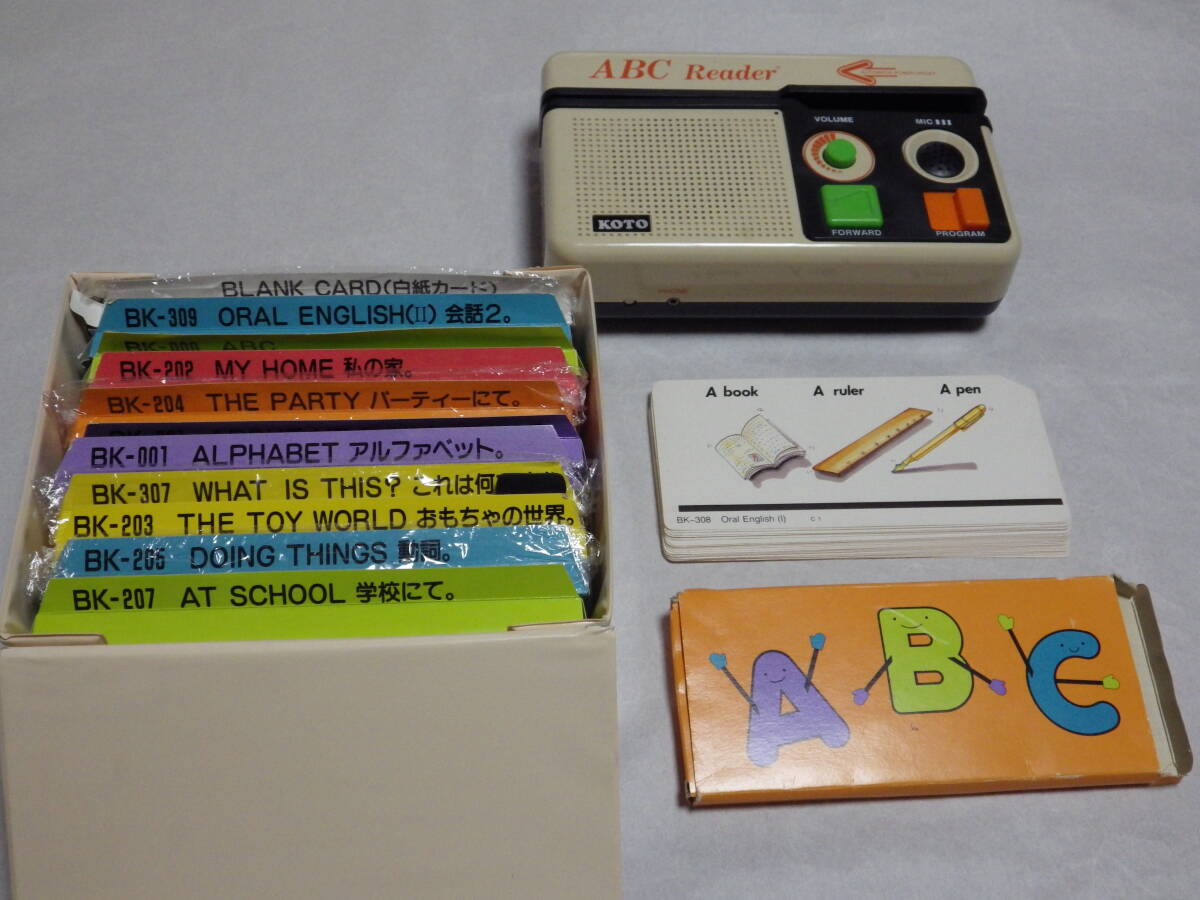 ABC Reader
VOLUME
MIC
KOTO
FORWARD
PROGRAM
BLANK CARD(白紙カード)
BK-309 ORAL ENGLISH(II) 会話2。
ABC
BK-202 MY HOME 私の家。
BK-204 THE PARTY パーティーにて。
BK-001 ALPHABET アルファベット。
BK-307 WHAT IS THIS? これは何
BK-203 THE TOY WORLD おもちゃの世界。
BK-205 DOING THINGS 動詞。
BK-207 AT SCHOOL 学校にて。
A book A ruler A pen
BK-308 Oral English (I) C 1
A B C